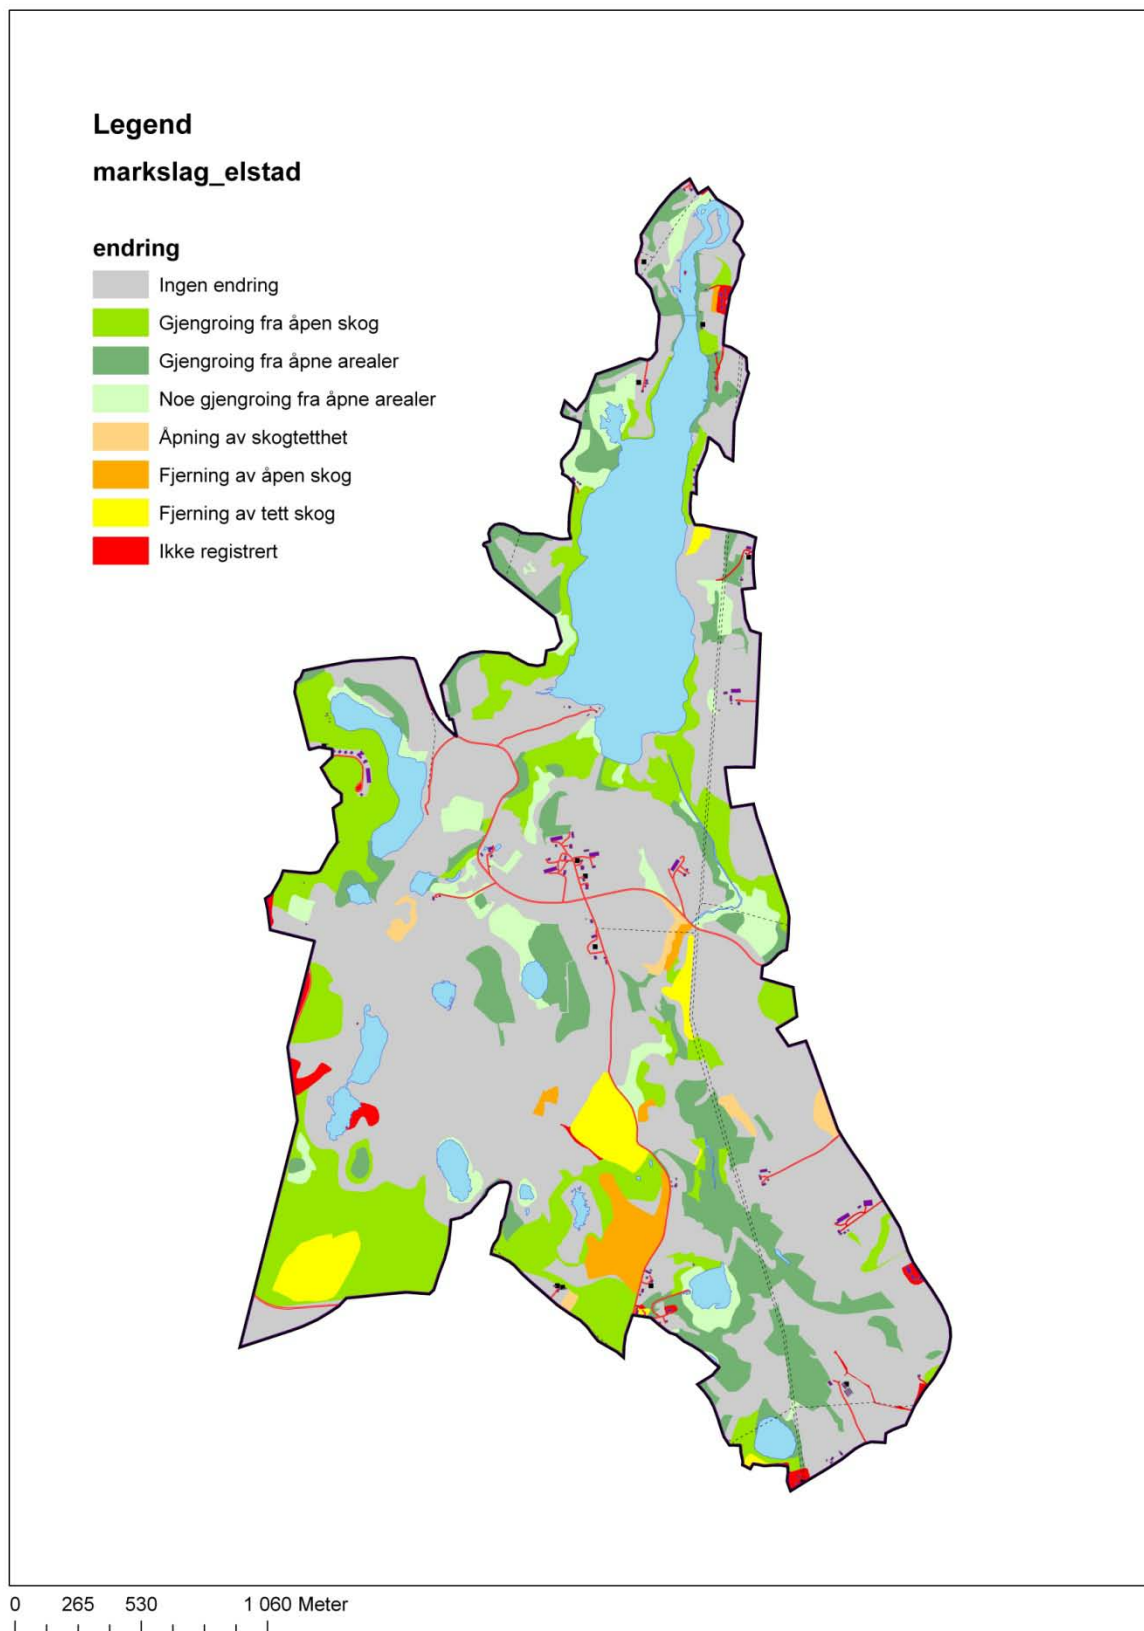 Legend
markslag_elstad
endring
Ingen endring
Gjengroing fra åpen skog
Gjengroing fra åpne arealer
Noe gjengroing fra åpne arealer
Åpning av skogtetthet
Fjerning av åpen skog
Fjerning av tett skog
Ikke registrert
0 265 530 1 060 Meter